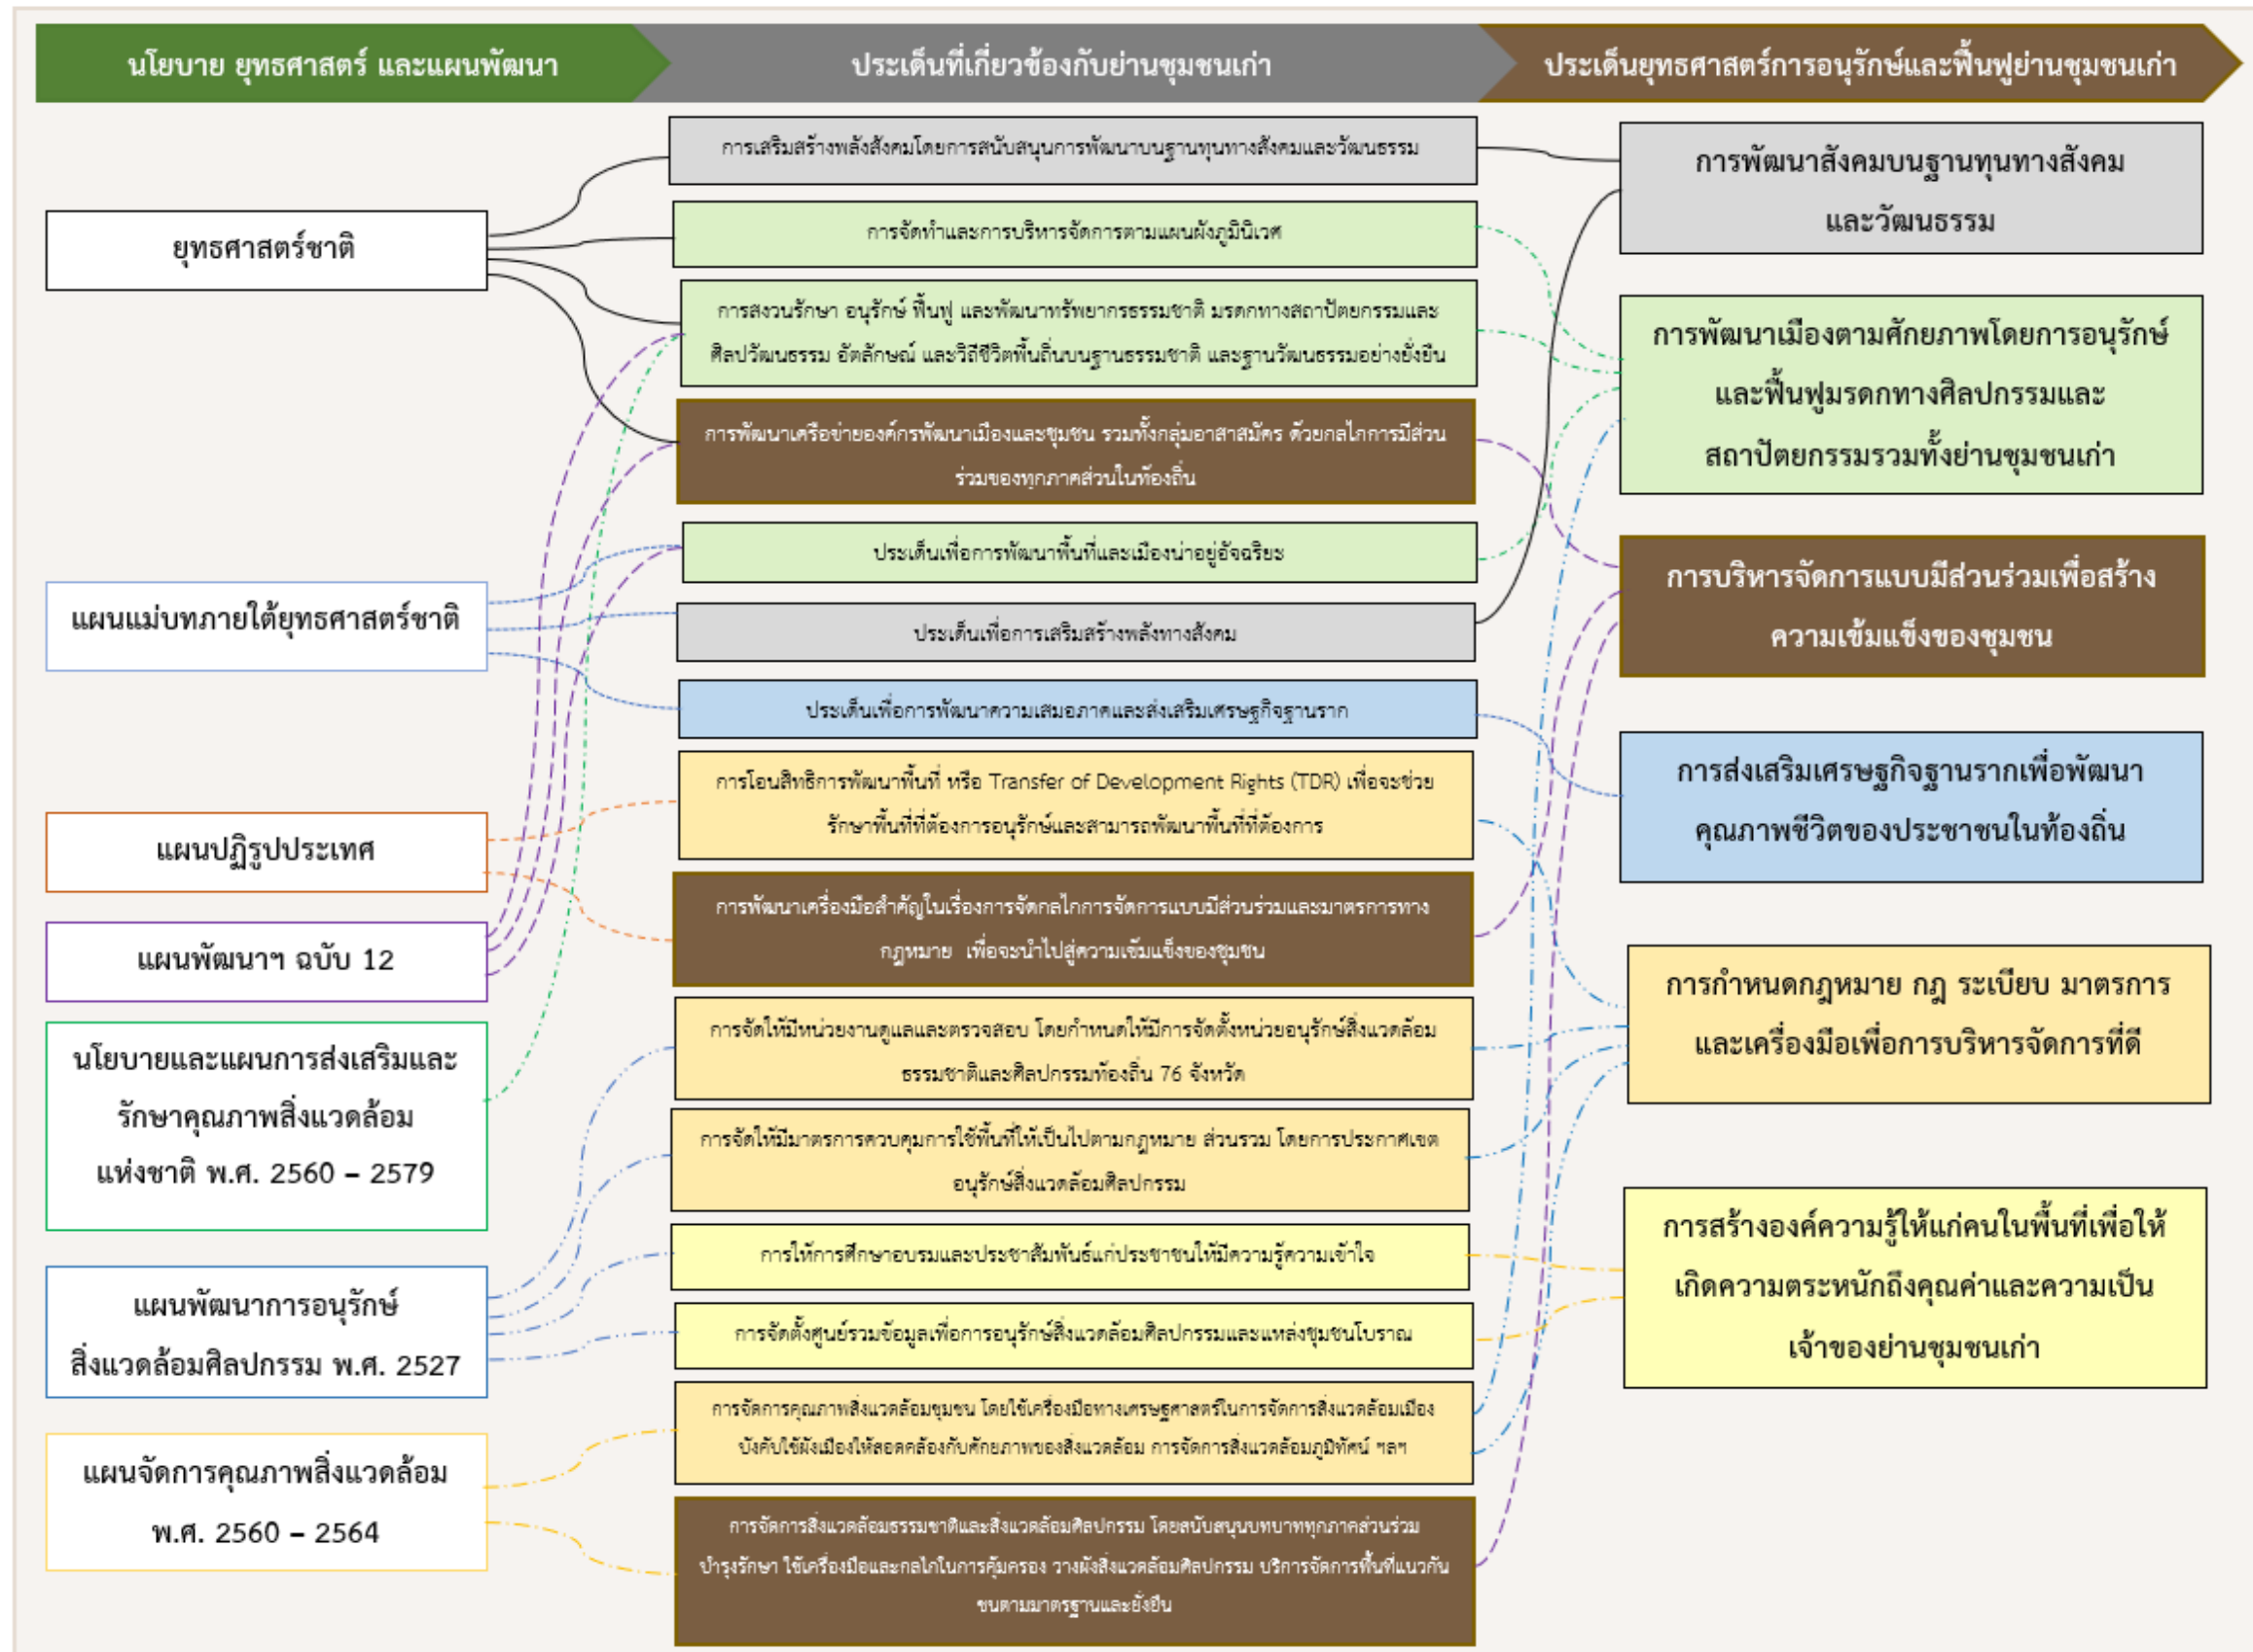 นโยบาย ยุทธศาสตร์ และแผนพัฒนา
ประเด็นที่เกี่ยวข้องกับย่านชุมชนเก่า
ประเด็นยุทธศาสตร์การอนุรักษ์และฟื้นฟูย่านชุมชนเก่า
ยุทธศาสตร์ชาติ
แผนแม่บทภายใต้ยุทธศาสตร์ชาติ
แผนปฏิรูปประเทศ
แผนพัฒนาฯ ฉบับ 12
นโยบายและแผนการส่งเสริมและ
รักษาคุณภาพสิ่งแวดล้อม
แห่งชาติ พ.ศ. 2560 – 2579
แผนพัฒนาการอนุรักษ์
สิ่งแวดล้อมศิลปกรรม พ.ศ. 2527
แผนจัดการคุณภาพสิ่งแวดล้อม
พ.ศ. 2560 – 2564
การเสริมสร้างพลังสังคมโดยการสนับสนุนการพัฒนาบนฐานทุนทางสังคมและวัฒนธรรม
การจัดทำและการบริหารจัดการตามแผนผังภูมินิเวศ
การสงวนรักษา อนุรักษ์ ฟื้นฟู และพัฒนาทรัพยากรธรรมชาติ มรดกทางสถาปัตยกรรมและ
ศิลปวัฒนธรรม อัตลักษณ์ และวิถีชีวิตพื้นถิ่นบนฐานธรรมชาติ และฐานวัฒนธรรมอย่างยั่งยืน
การพัฒนาเครือข่ายองค์กรพัฒนาเมืองและชุมชน รวมทั้งกลุ่มอาสาสมัคร ด้วยกลไกการมีส่วน
ร่วมของทุกภาคส่วนในท้องถิ่น
ประเด็นเพื่อการพัฒนาพื้นที่และเมืองน่าอยู่อัจฉริยะ
ประเด็นเพื่อการเสริมสร้างพลังทางสังคม
ประเด็นเพื่อการพัฒนาความเสมอภาคและส่งเสริมเศรษฐกิจฐานราก
การโอนสิทธิการพัฒนาพื้นที่ หรือ Transfer of Development Rights (TDR) เพื่อจะช่วย
รักษาพื้นที่ที่ต้องการอนุรักษ์และสามารถพัฒนาพื้นที่ที่ต้องการ
การพัฒนาเครื่องมือสำคัญในเรื่องการจัดกลไกการจัดการแบบมีส่วนร่วมและมาตรการทาง
กฎหมาย เพื่อจะนำไปสู่ความเข้มแข็งของชุมชน
การจัดให้มีหน่วยงานดูแลและตรวจสอบ โดยกำหนดให้มีการจัดตั้งหน่วยอนุรักษ์สิ่งแวดล้อม
ธรรมชาติและศิลปกรรมท้องถิ่น 76 จังหวัด
การจัดให้มีมาตรการควบคุมการใช้พื้นที่ให้เป็นไปตามกฎหมาย ส่วนรวม โดยการประกาศเขต
อนุรักษ์สิ่งแวดล้อมศิลปกรรม
การให้การศึกษาอบรมและประชาสัมพันธ์แก่ประชาชนให้มีความรู้ความเข้าใจ
การจัดตั้งศูนย์รวมข้อมูลเพื่อการอนุรักษ์สิ่งแวดล้อมศิลปกรรมและแหล่งชุมชนโบราณ
การจัดการคุณภาพสิ่งแวดล้อมชุมชน โดยใช้เครื่องมือทางเศรษฐศาสตร์ในการจัดการสิ่งแวดล้อมเมือง
บังคับใช้ผังเมืองให้สอดคล้องกับศักยภาพของสิ่งแวดล้อม การจัดการสิ่งแวดล้อมภูมิทัศน์ ฯลฯ
การจัดการสิ่งแวดล้อมธรรมชาติและสิ่งแวดล้อมศิลปกรรม โดยสนับสนุนบทบาททุกภาคส่วนร่วม
บำรุงรักษา ใช้เครื่องมือและกลไกในการคุ้มครอง วางผังสิ่งแวดล้อมศิลปกรรม บริการจัดการพื้นที่แนวกัน
ชนตามมาตรฐานและยั่งยืน
การพัฒนาสังคมบนฐานทุนทางสังคม
และวัฒนธรรม
การพัฒนาเมืองตามศักยภาพโดยการอนุรักษ์
และฟื้นฟูมรดกทางศิลปกรรมและ
สถาปัตยกรรมรวมทั้งย่านชุมชนเก่า
การบริหารจัดการแบบมีส่วนร่วมเพื่อสร้าง
ความเข้มแข็งของชุมชน
การส่งเสริมเศรษฐกิจฐานรากเพื่อพัฒนา
คุณภาพชีวิตของประชาชนในท้องถิ่น
การกำหนดกฎหมาย กฎ ระเบียบ มาตรการ
และเครื่องมือเพื่อการบริหารจัดการที่ดี
การสร้างองค์ความรู้ให้แก่คนในพื้นที่เพื่อให้
เกิดความตระหนักถึงคุณค่าและความเป็น
เจ้าของย่านชุมชนเก่า